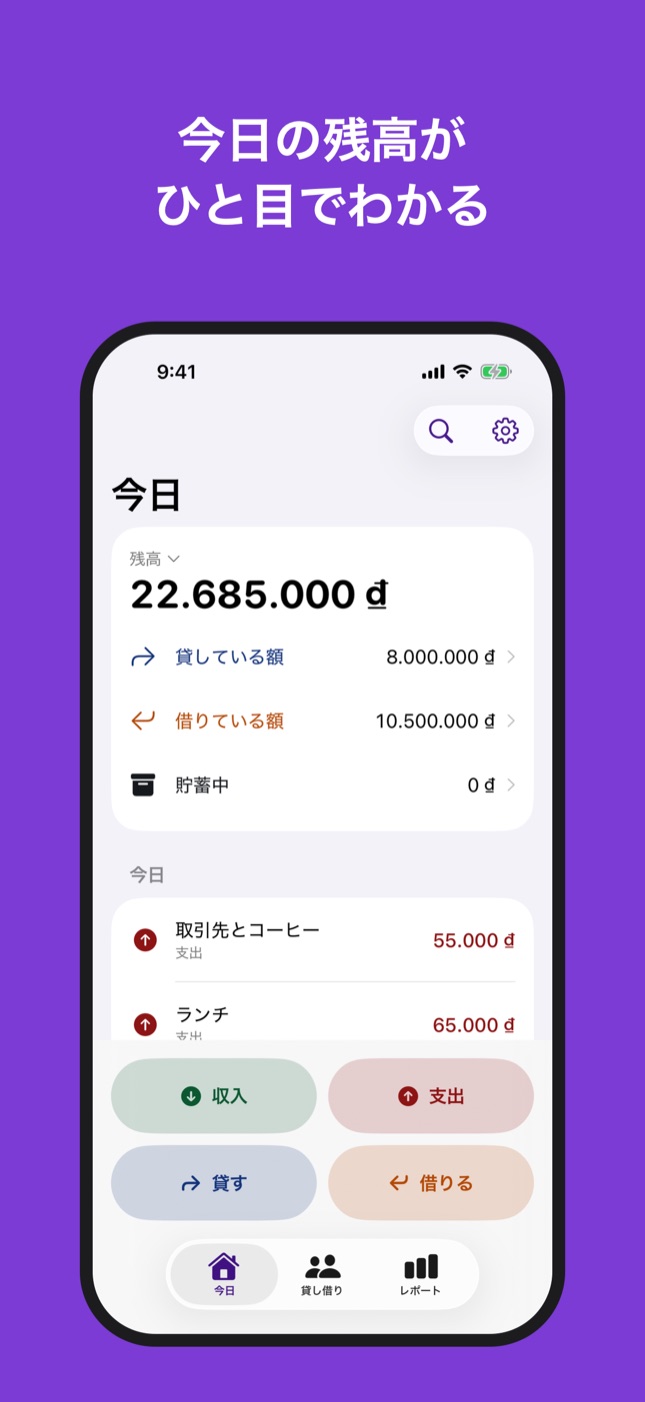 今日の残高が
ひと目でわかる
9:41
今日
残高
22.685.000 ₫
貸している額 8.000.000 ₫
借りている額 10.500.000 ₫
貯蓄中 0 ₫
今日
取引先とコーヒー
支出
55.000 ₫
ランチ
支出
65.000 ₫
収入 支出
貸す 借りる
今日 貸し借り レポート